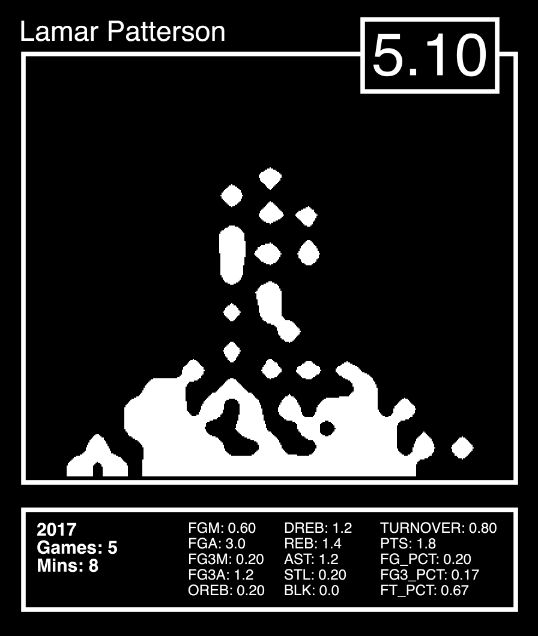 Lamar Patterson
5.10
2017
Games: 5
Mins: 8
FGM: 0.60
FGA: 3.0
FG3M: 0.20
FG3A: 1.2
OREB: 0.20
DREB: 1.2
REB: 1.4
AST: 1.2
STL: 0.20
BLK: 0.0
TURNOVER: 0.80
PTS: 1.8
FG_PCT: 0.20
FG3_PCT: 0.17
FT_PCT: 0.67